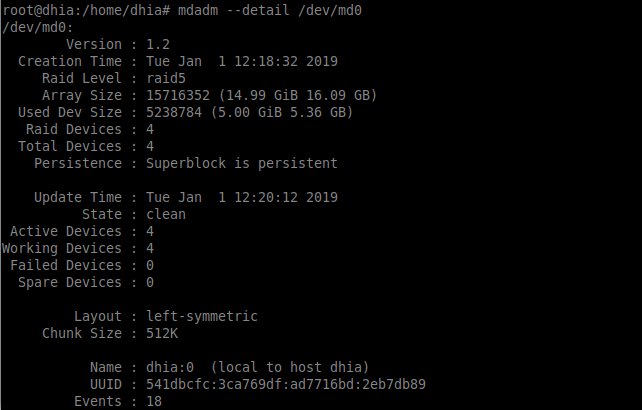 root@dhia:/home/dhia# mdadm --detail /dev/md0
/dev/md0:
Version : 1.2
Creation Time : Tue Jan  1 12:18:32 2019
Raid Level : raid5
Array Size : 15716352 (14.99 GiB 16.09 GB)
Used Dev Size : 5238784 (5.00 GiB 5.36 GB)
Raid Devices : 4
Total Devices : 4
Persistence : Superblock is persistent
Update Time : Tue Jan  1 12:20:12 2019
State : clean
Active Devices : 4
Working Devices : 4
Failed Devices : 0
Spare Devices : 0
Layout : left-symmetric
Chunk Size : 512K
Name : dhia:0  (local to host dhia)
UUID : 541dbcfc:3ca769df:ad7716bd:2eb7db89
Events : 18